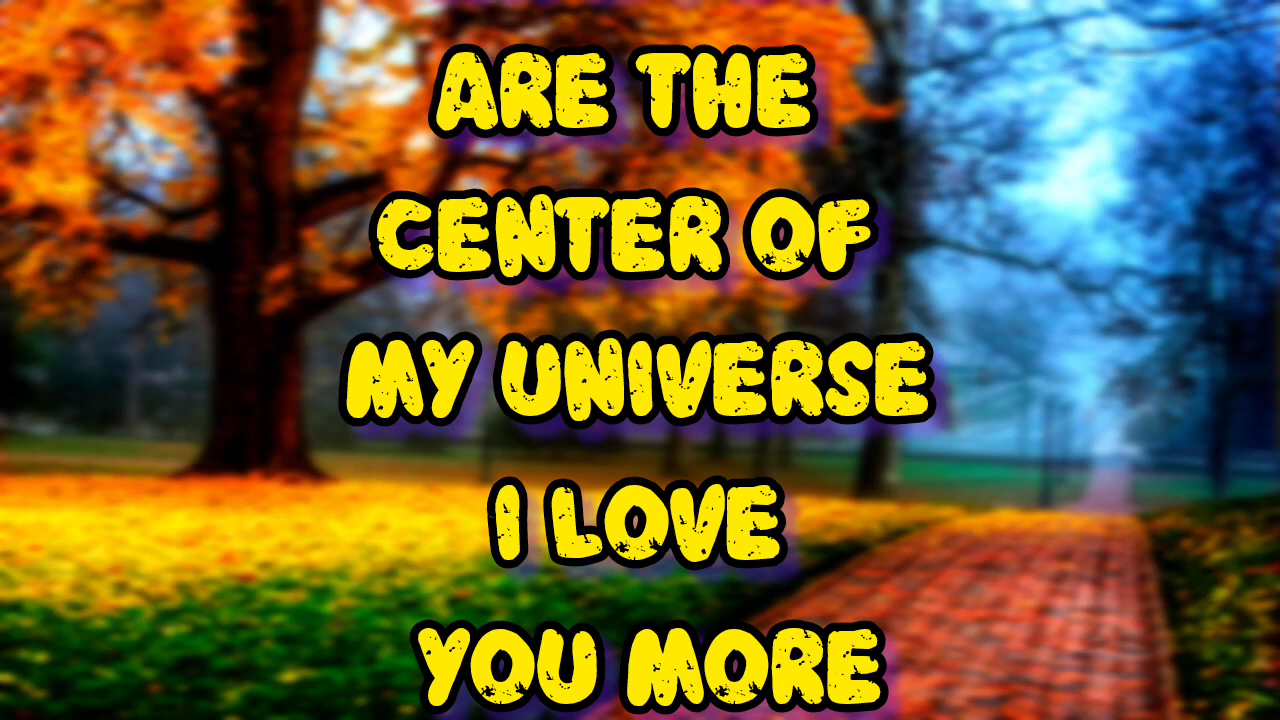 ARE THE
CENTER OF
MY UNIVERSE
I LOVE
YOU MORE